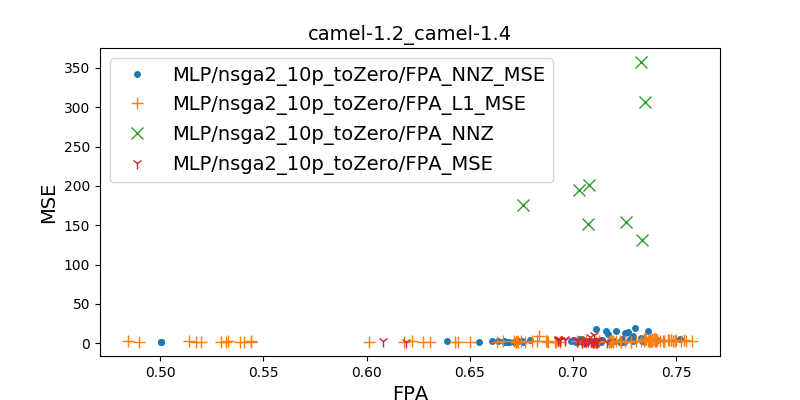 camel-1.2_camel-1.4
MLP/nsga2_10p_toZero/FPA_NNZ_MSE
MLP/nsga2_10p_toZero/FPA_L1_MSE
MLP/nsga2_10p_toZero/FPA_NNZ
MLP/nsga2_10p_toZero/FPA_MSE
MSE
350
300
250
200
150
100
50
0
0.50 0.55 0.60 0.65 0.70 0.75
FPA